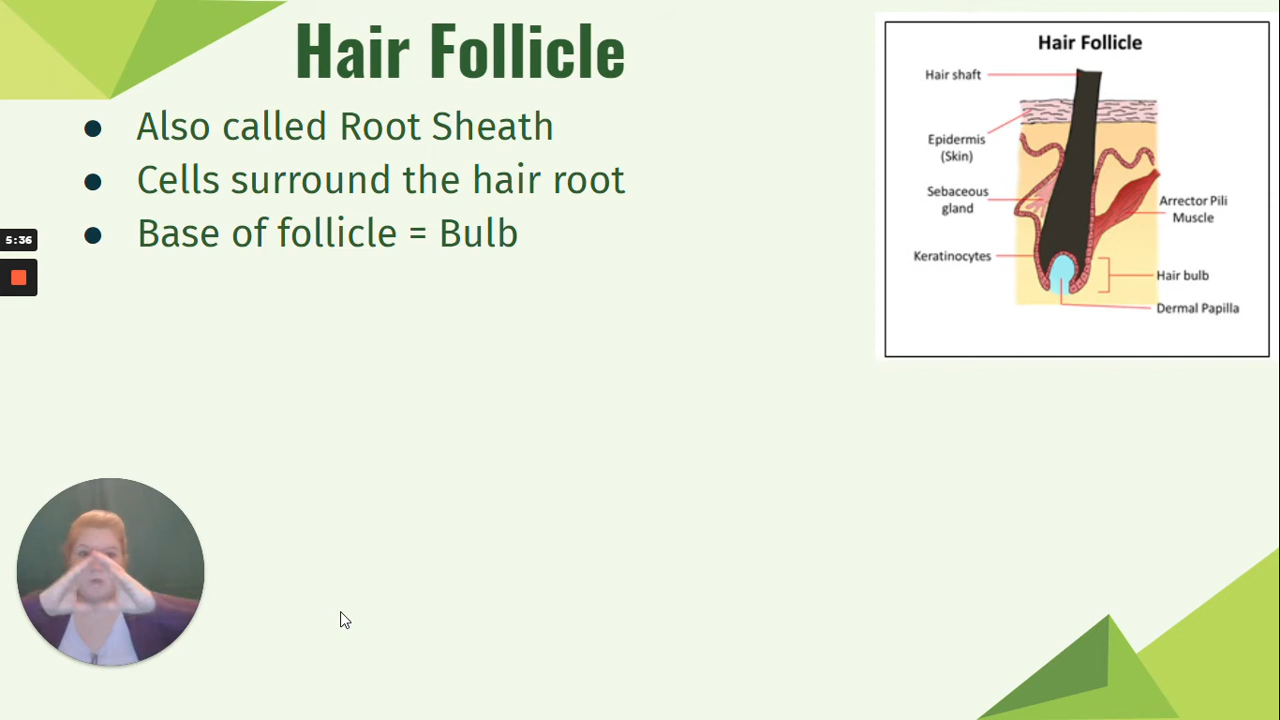 Hair Follicle
Also called Root Sheath
Cells surround the hair root
Base of follicle = Bulb
5:36
Hair Follicle
Hair shaft
Epidermis
(Skin)
Sebaceous
gland
Arrector Pili
Muscle
Keratinocytes
Hair bulb
Dermal Papilla